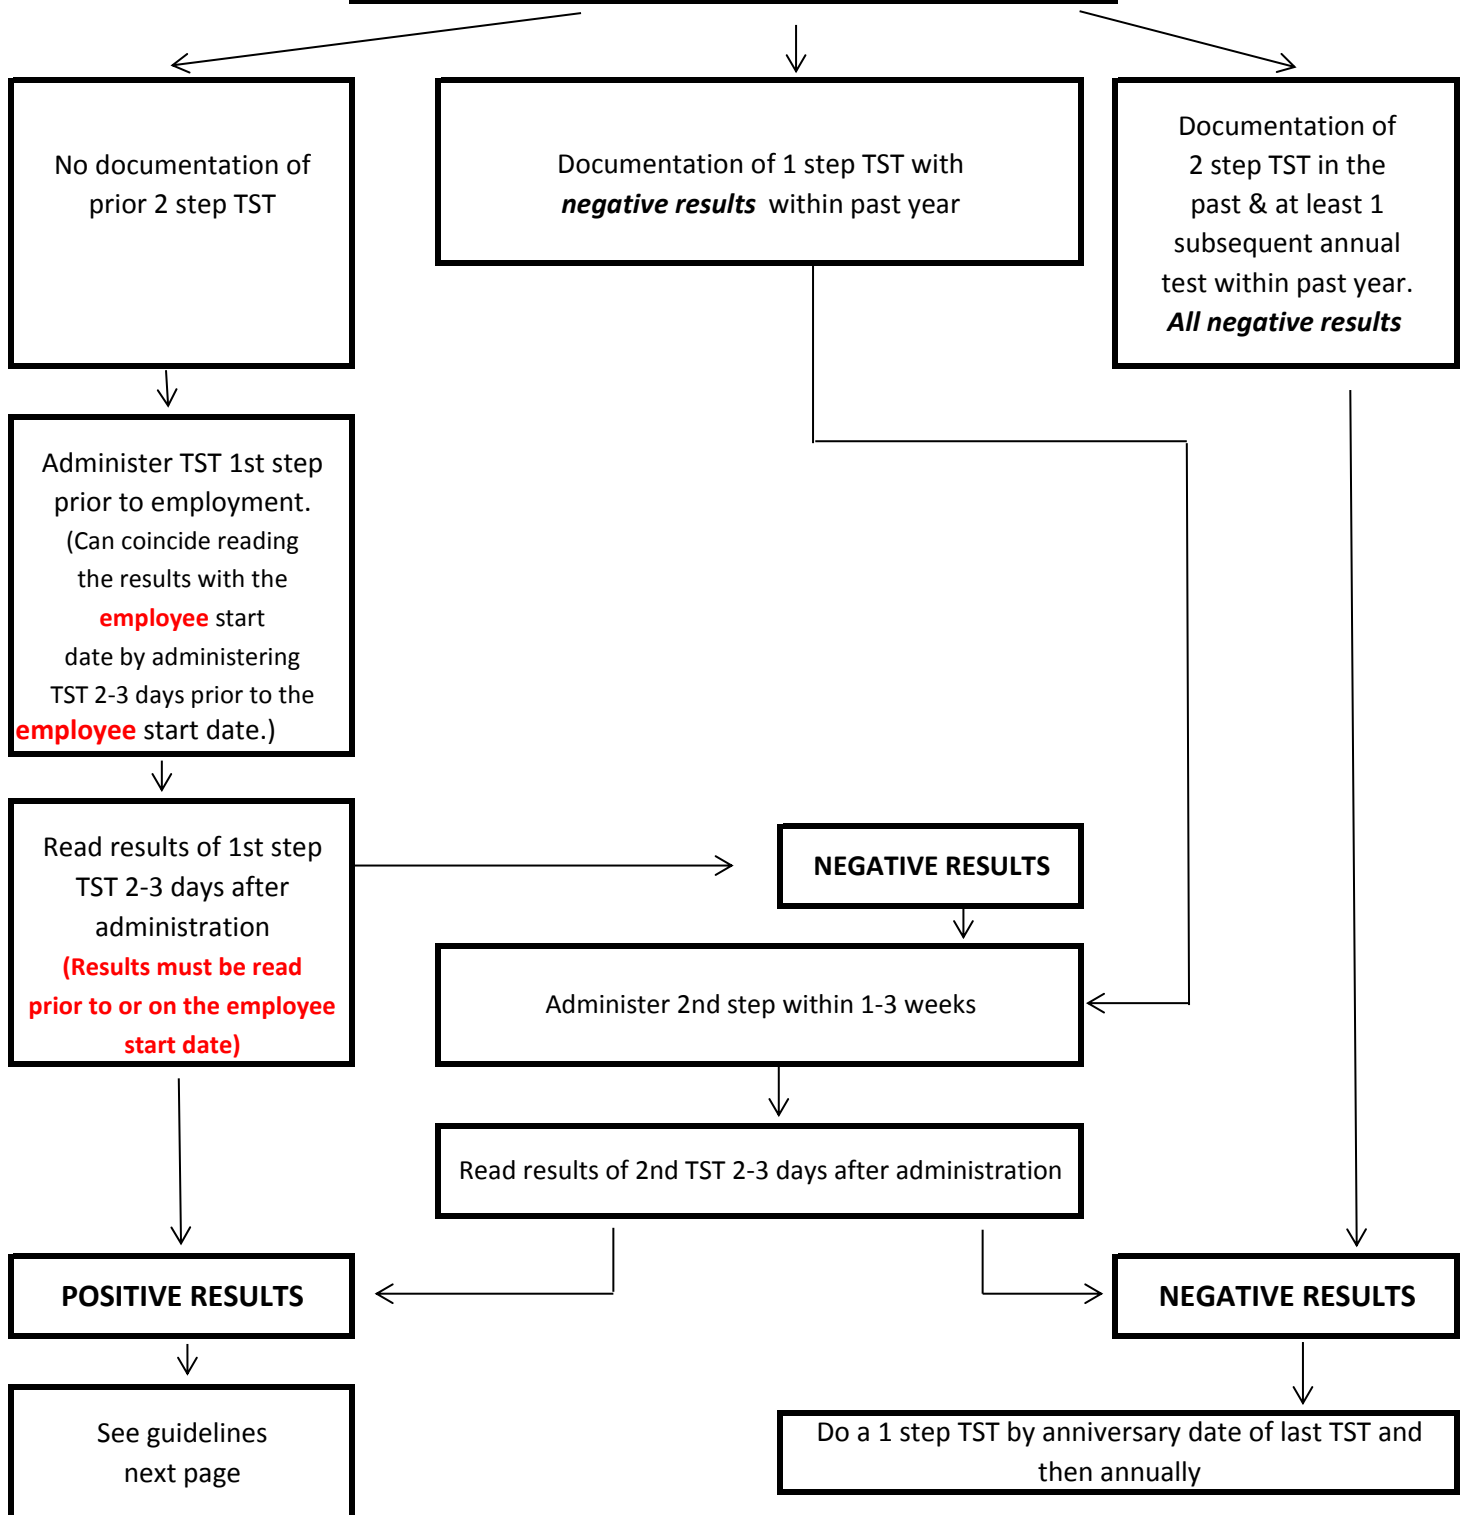 No documentation of
prior 2 step TST
Documentation of 1 step TST with
negative results within past year
Documentation of
2 step TST in the
past & at least 1
subsequent annual
test within past year.
All negative results
Administer TST 1st step
prior to employment.
(Can coincide reading
the results with the
employee start
date by administering
TST 2-3 days prior to the
employee start date.)
Read results of 1st step
TST 2-3 days after
administration
(Results must be read
prior to or on the employee
start date)
NEGATIVE RESULTS
Administer 2nd step within 1-3 weeks
Read results of 2nd TST 2-3 days after administration
POSITIVE RESULTS
NEGATIVE RESULTS
See guidelines
next page
Do a 1 step TST by anniversary date of last TST and
then annually